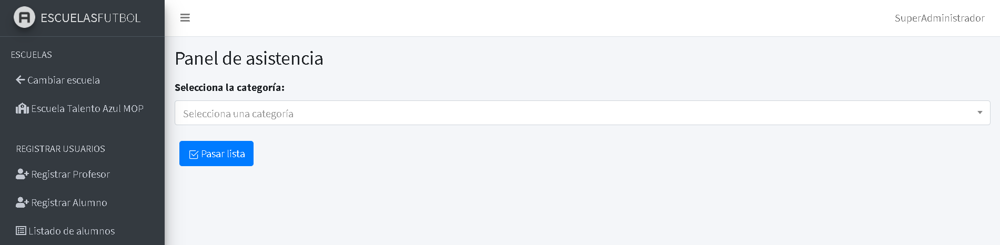 ESCUELASFUTBOL
SuperAdministrador
ESCUELAS
Cambiar escuela
Escuela Talento Azul MOP
REGISTRAR USUARIOS
Registrar Profesor
Registrar Alumno
Listado de alumnos
Panel de asistencia
Selecciona la categoría:
Selecciona una categoría
Pasar lista